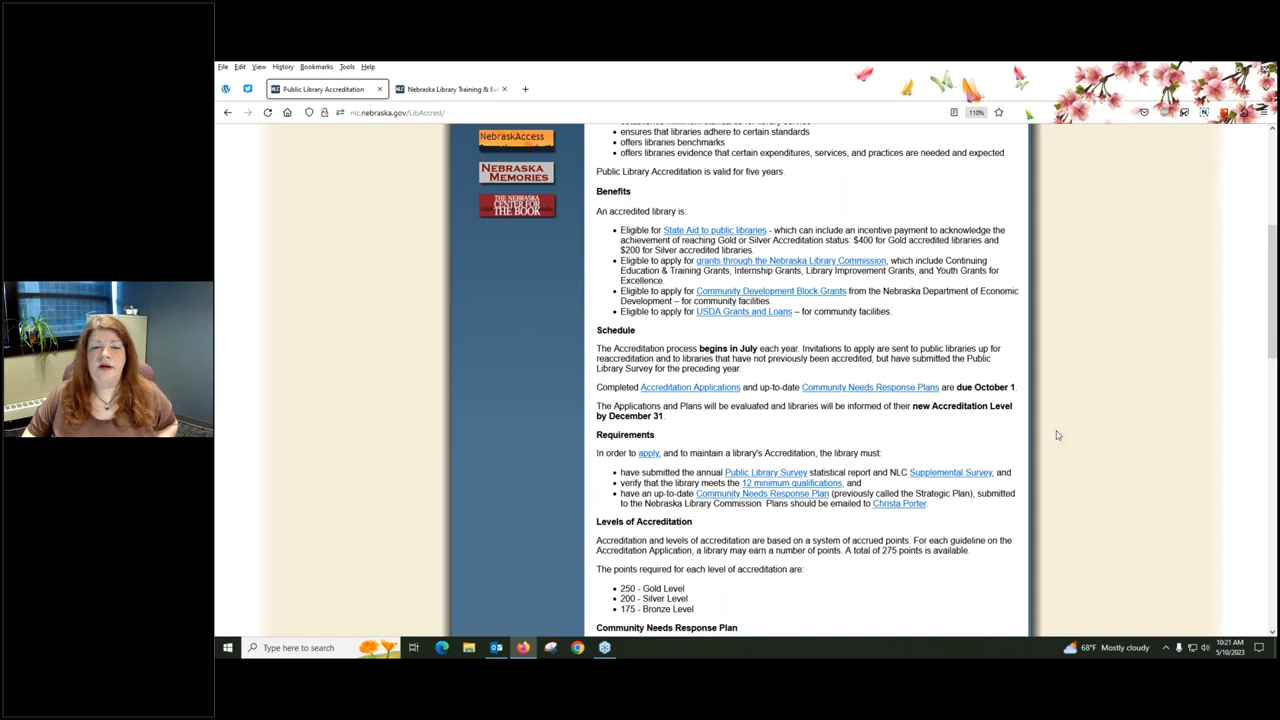 File Edit View History Bookmarks Tools Help
Public Library Accreditation
Nebraska Library Training & Eve
nlc.nebraska.gov/LibAccred/
110%
NebraskAccess
NEBRASKA
MEMORIES
THE NEBRASKA
CENTER FOR
THE BOOK
ensures that libraries adhere to certain standards
offers libraries benchmarks
offers libraries evidence that certain expenditures, services, and practices are needed and expected
Public Library Accreditation is valid for five years.
Benefits
An accredited library is:
Eligible for State Aid to public libraries - which can include an incentive payment to acknowledge the
achievement of reaching Gold or Silver Accreditation status: $400 for Gold accredited libraries and
$200 for Silver accredited libraries.
Eligible to apply for grants through the Nebraska Library Commission, which include Continuing
Education & Training Grants, Internship Grants, Library Improvement Grants, and Youth Grants for
Excellence.
Eligible to apply for Community Development Block Grants from the Nebraska Department of Economic
Development – for community facilities.
Eligible to apply for USDA Grants and Loans – for community facilities.
Schedule
The Accreditation process begins in July each year. Invitations to apply are sent to public libraries up for
reaccreditation and to libraries that have not previously been accredited, but have submitted the Public
Library Survey for the preceding year.
Completed Accreditation Applications and up-to-date Community Needs Response Plans are due October 1.
The Applications and Plans will be evaluated and libraries will be informed of their new Accreditation Level
by December 31.
Requirements
In order to apply, and to maintain a library's Accreditation, the library must:
have submitted the annual Public Library Survey statistical report and NLC Supplemental Survey, and
verify that the library meets the 12 minimum qualifications, and
have an up-to-date Community Needs Response Plan (previously called the Strategic Plan), submitted
to the Nebraska Library Commission. Plans should be emailed to Christa Porter.
Levels of Accreditation
Accreditation and levels of accreditation are based on a system of accrued points. For each guideline on the
Accreditation Application, a library may earn a number of points. A total of 275 points is available.
The points required for each level of accreditation are:
250 - Gold Level
200 - Silver Level
175 - Bronze Level
Community Needs Response Plan
Type here to search
68°F Mostly cloudy
10:21 AM
5/10/2023